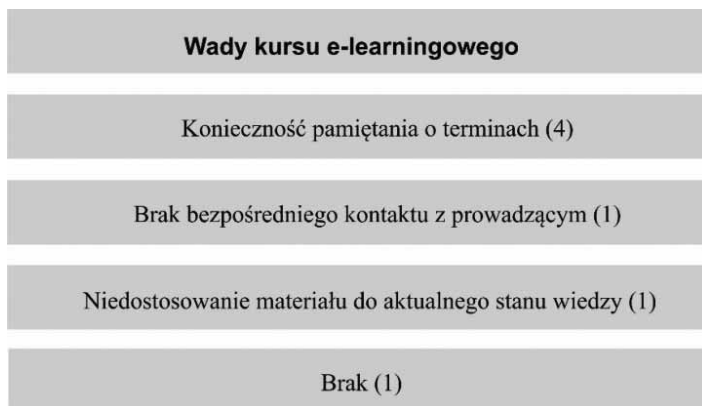 Wady kursu e-learningowego
Konieczność pamiętania o terminach (4)
Brak bezpośredniego kontaktu z prowadzącym (1)
Niedostosowanie materiału do aktualnego stanu wiedzy (1)
Brak (1)